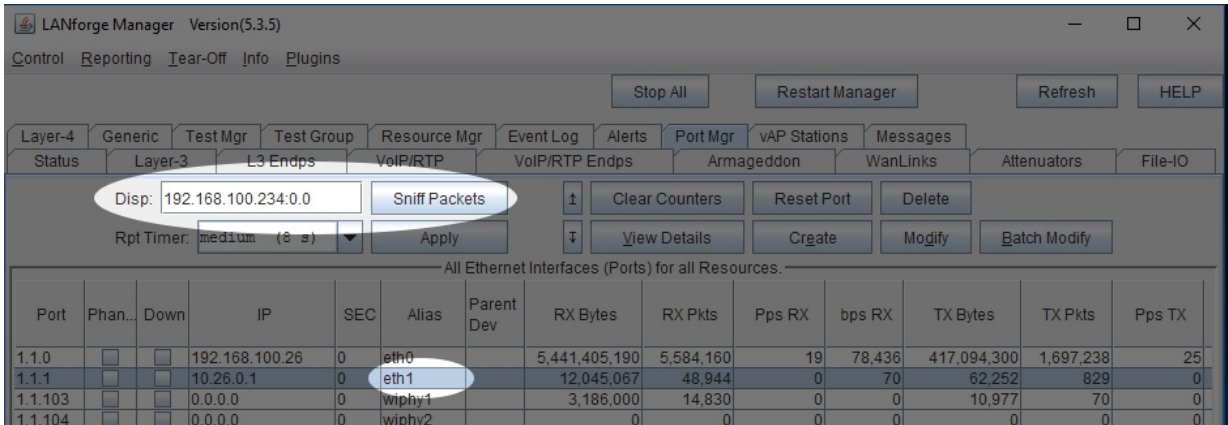 LANforge Manager Version(5.3.5)
Control Reporting Tear-Off Info Plugins
Stop All Restart Manager Refresh HELP
Layer-4 Generic Test Mgr Test Group Resource Mgr Event Log Alerts Port Mgr vAP Stations Messages
Status Layer-3 L3 Endps VoIP/RTP VoIP/RTP Endps Armageddon WanLinks Attenuators File-IO
Disp: 192.168.100.234:0.0 Sniff Packets Clear Counters Reset Port Delete
Rpt Timer: medium (8 s) Apply View Details Create Modify Batch Modify
All Ethernet Interfaces (Ports) for all Resources.
Port Phan... Down IP SEC Alias Parent Dev RX Bytes RX Pkts Pps RX bps RX TX Bytes TX Pkts Pps TX
1.1.0 192.168.100.26 0 eth0 5,441,405,190 5,584,160 19 78,436 417,094,300 1,697,238 25
1.1.1 10.26.0.1 0 eth1 12,045,067 48,944 0 70 62,252 829 0
1.1.103 0.0.0.0 0 wiphy1 3,186,000 14,830 0 0 10,977 70 0
1.1.104 0.0.0.0 0 wiphy2 0 0 0 0 0 0 0